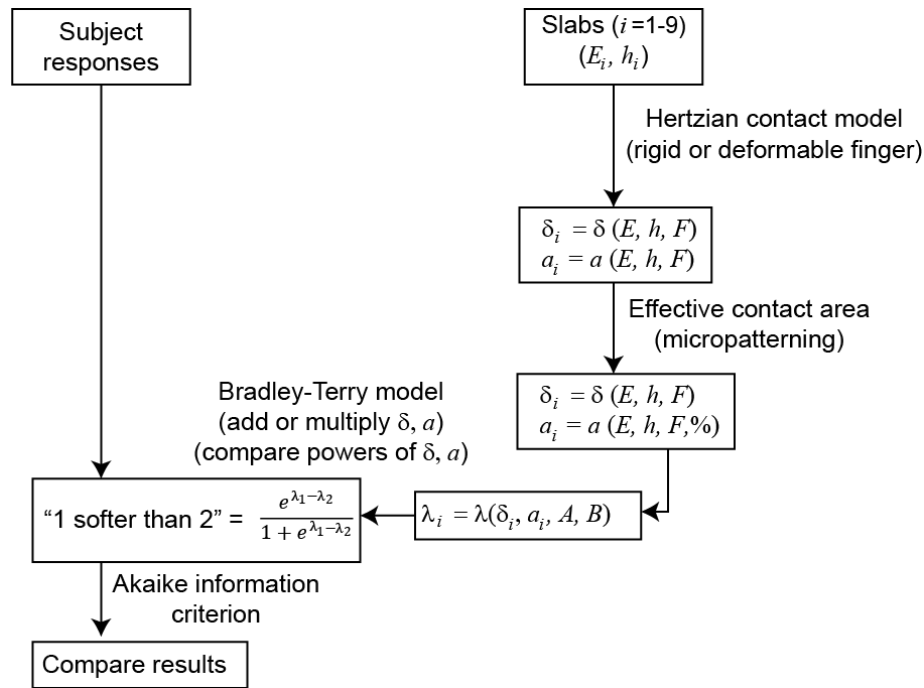 Subject
responses
Slabs (i=1-9)
(Eᵢ, hᵢ)
Hertzian contact model
(rigid or deformable finger)
δᵢ = δ (E, h, F)
aᵢ = a (E, h, F)
Effective contact area
(micropatterning)
δᵢ = δ (E, h, F)
aᵢ = a (E, h, F,%)
Bradley-Terry model
(add or multiply δ, a)
(compare powers of δ, a)
λᵢ = λ(δᵢ, aᵢ, A, B)
“1 softer than 2” = e^(λ₁−λ₂) / (1 + e^(λ₁−λ₂))
Akaike information
criterion
Compare results